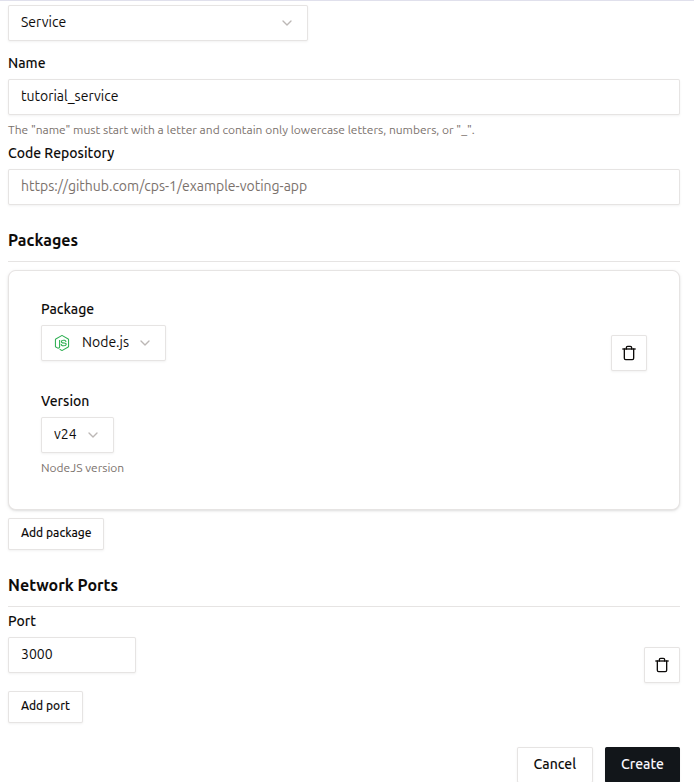 Service
Name
tutorial_service
The "name" must start with a letter and contain only lowercase letters, numbers, or "_".
Code Repository
https://github.com/cps-1/example-voting-app
Packages
Package
Node.js
Version
v24
NodeJS version
Add package
Network Ports
Port
3000
Add port
Cancel Create